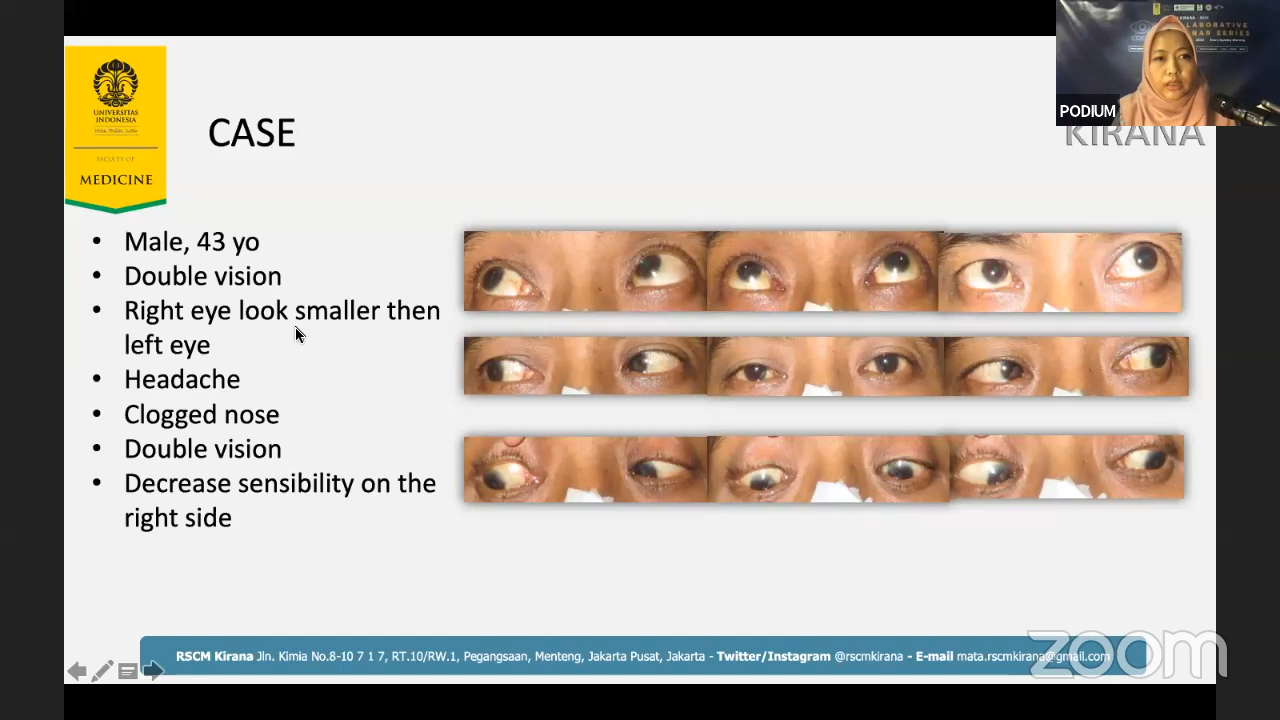 UNIVERSITAS
INDONESIA
FACULTY OF
MEDICINE
CASE
PODIUM
KIRANA
• Male, 43 yo
• Double vision
• Right eye look smaller then
left eye
• Headache
• Clogged nose
• Double vision
• Decrease sensibility on the
right side
RSCM Kirana Jln. Kimia No.8-10 7 1 7, RT.10/RW.1, Pegangsaan, Menteng, Jakarta Pusat, Jakarta - Twitter/Instagram @rscmkirana - E-mail mata.rscmkirana@gmail.com
zoom